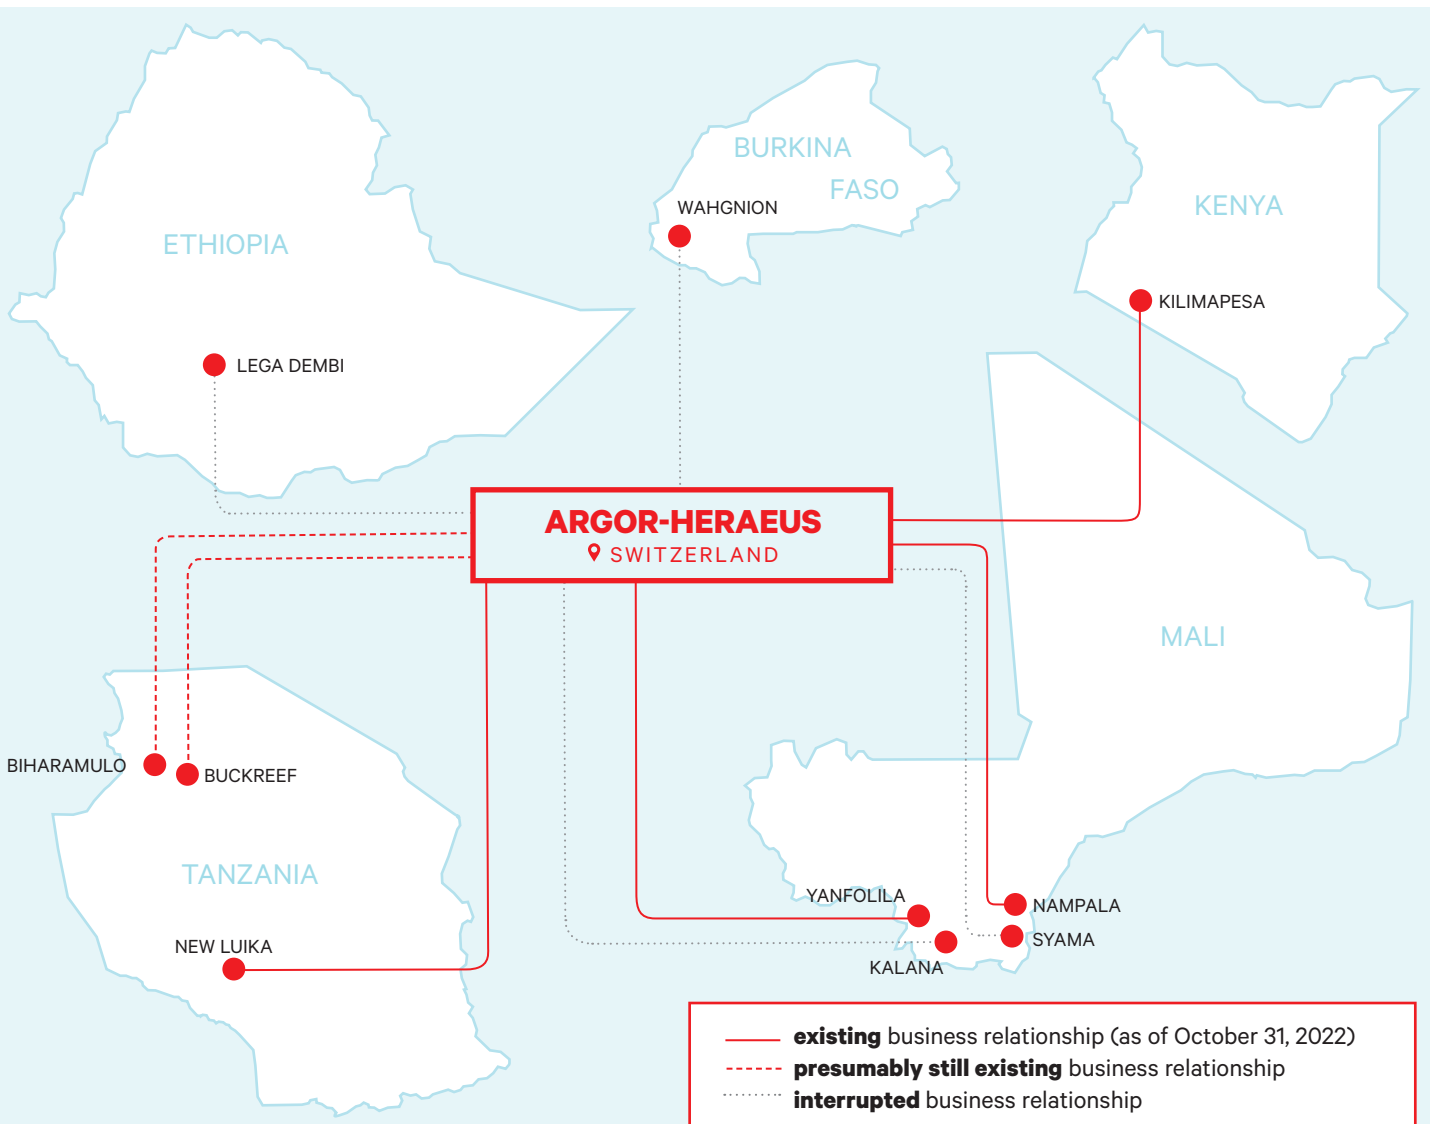 BURKINA
FASO
WAHGNION
KENYA
ETHIOPIA
KILIMAPESA
LEGA DEMBI
ARGOR-HERAEUS
SWITZERLAND
MALI
BIHARAMULO
BUCKREEF
TANZANIA
YANFOLILA
NAMPALA
NEW LUIKA
SYAMA
KALANA
existing business relationship (as of October 31, 2022)
presumably still existing business relationship
interrupted business relationship